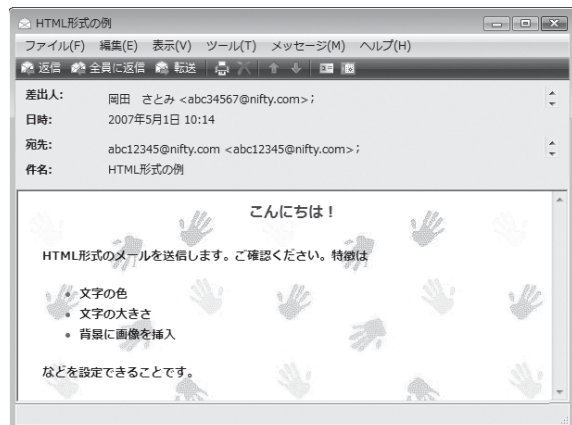 HTML形式の例
ファイル(F) 編集(E) 表示(V) ツール(T) メッセージ(M) ヘルプ(H)
返信 全員に返信 転送
差出人: 岡田 さとみ <abc34567@nifty.com>;
日時: 2007年5月1日 10:14
宛先: abc12345@nifty.com <abc12345@nifty.com>;
件名: HTML形式の例
こんにちは！
HTML形式のメールを送信します。ご確認ください。特徴は
• 文字の色
• 文字の大きさ
• 背景に画像を挿入
などを設定できることです。